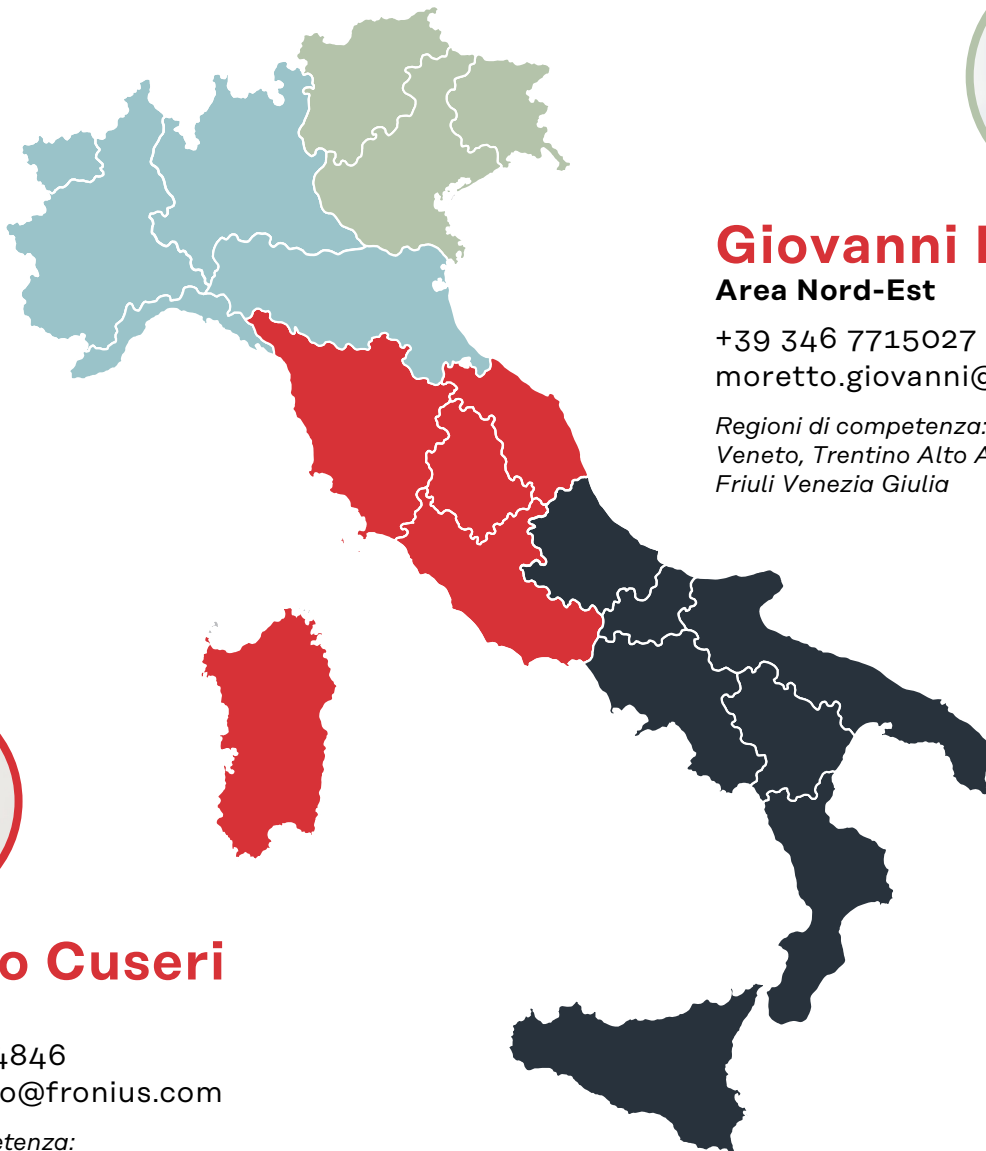 Giovanni
Area Nord-Est
+39 346 7715027
moretto.giovanni@
Regioni di competenza:
Veneto, Trentino Alto A
Friuli Venezia Giulia
o Cuseri
4846
o@fronius.com
etenza: